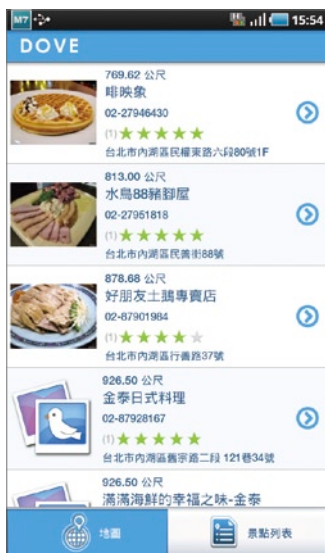 M7
15:54
DOVE
769.62 公尺
啡映象
02-27946430
(1)
台北市內湖區民權東路六段80號1F
813.00 公尺
水鳥88豬腳屋
02-27951818
(1)
台北市內湖區民善街88號
878.68 公尺
好朋友土鵝專賣店
02-87901984
(1)
台北市內湖區行善路37號
926.50 公尺
金泰日式料理
02-87928167
(1)
台北市內湖區舊宗路二段 121巷34號
926.50 公尺
滿滿海鮮的幸福之味-金泰
地圖
景點列表